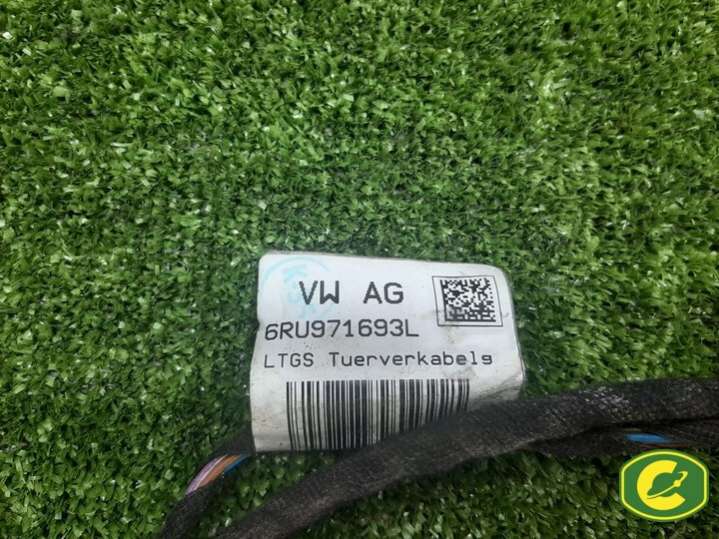 VW AG
6RU971693L
LTGS Tuerverkabels
C